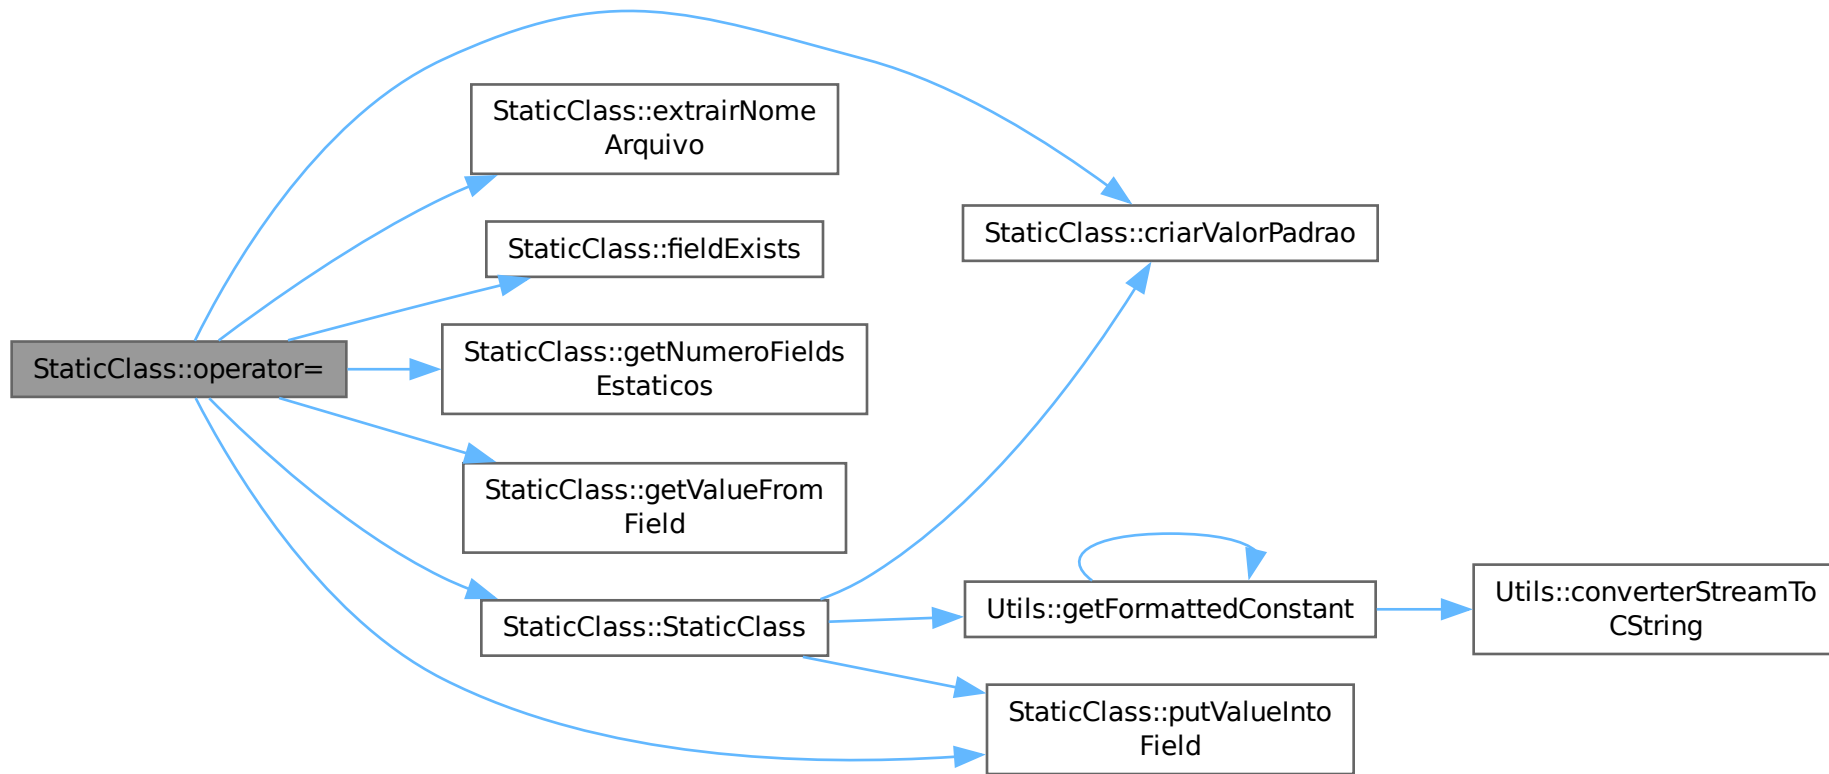 StaticClass::operator=
StaticClass::extrairNome
Arquivo
StaticClass::fieldExists
StaticClass::getNumeroFields
Estaticos
StaticClass::getValueFrom
Field
StaticClass::StaticClass
StaticClass::criarValorPadrao
Utils::getFormattedConstant
StaticClass::putValueInto
Field
Utils::converterStreamTo
CString